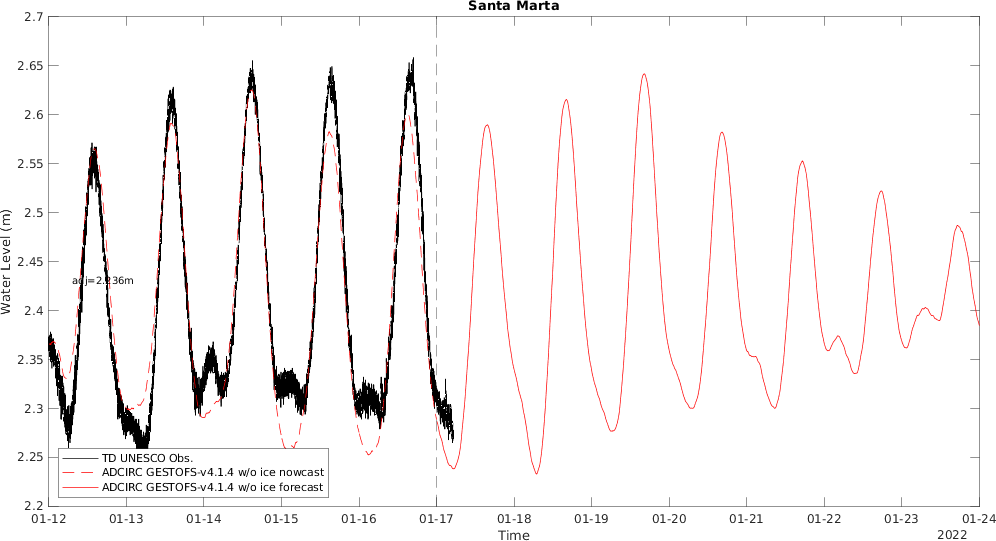 Santa Marta
2.7
2.65
2.6
2.55
2.5
2.45
2.4
2.35
2.3
2.25
2.2
Water Level (m)
adj=2.236m
TD UNESCO Obs.
ADCIRC GESTOFS-v4.1.4 w/o ice nowcast
ADCIRC GESTOFS-v4.1.4 w/o ice forecast
01-12 01-13 01-14 01-15 01-16 01-17 01-18 01-19 01-20 01-21 01-22 01-23 01-24
Time
2022